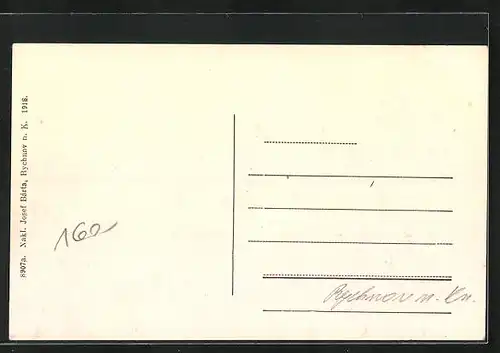 8907a. Nakl. Josef Bárta, Rychnov n. K. 1918.
160,-
Rychnov n. Kn.